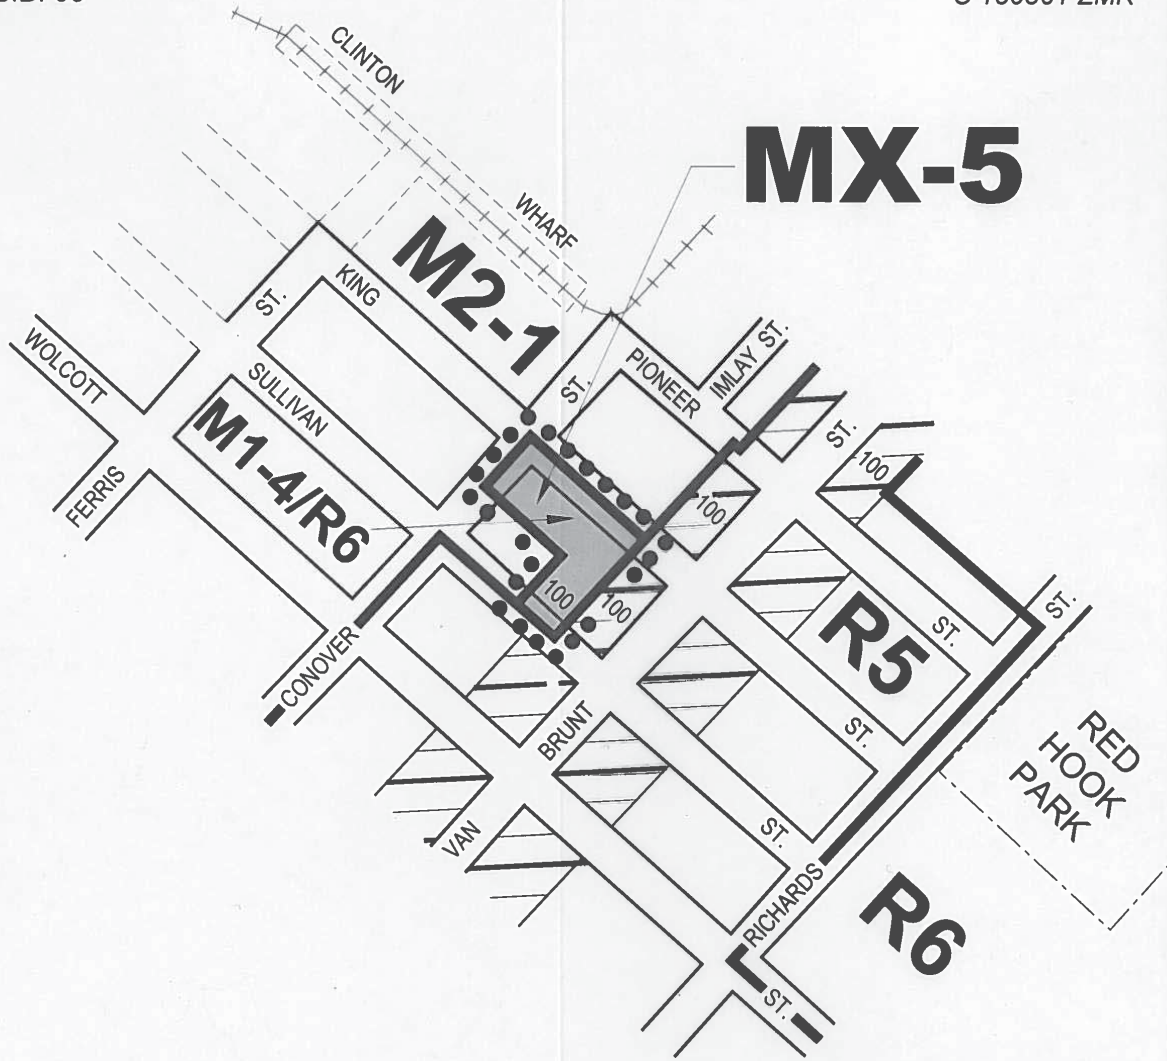 CLINTON
WHARF
MX-5
M2-1
KING
ST.
ST.
PIONEER
IMLAY ST.
WOLCOTT
SULLIVAN
M1-4/R6
FERRIS
ST.
100
100
100
100
R5
ST.
ST.
ST.
CONOVER
BRUNT
ST.
VAN
RED
HOOK
PARK
RICHARDS
R6
ST.